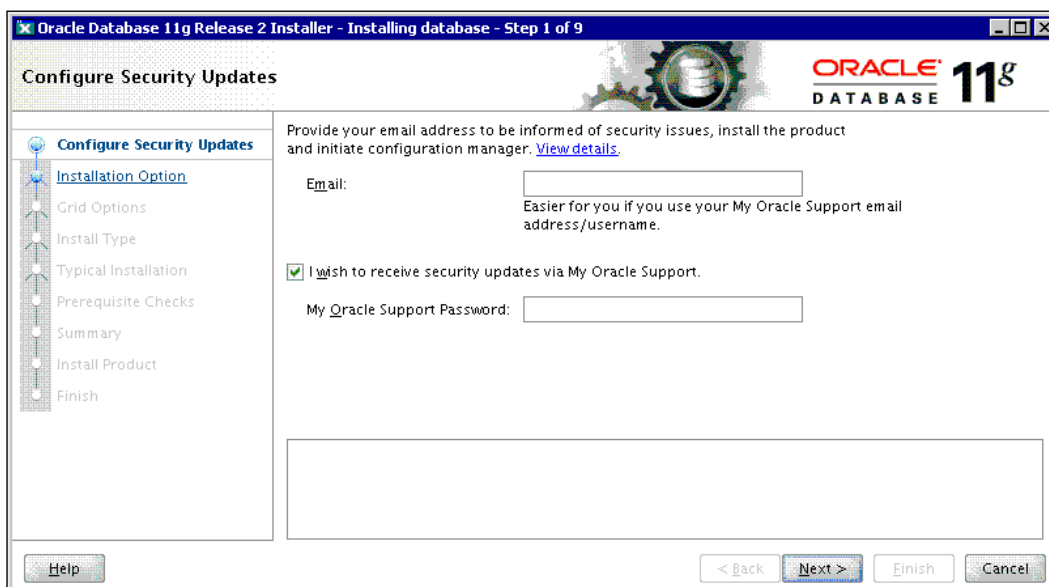 Oracle Database 11g Release 2 Installer - Installing database - Step 1 of 9
Configure Security Updates
ORACLE
DATABASE
11g
Configure Security Updates
Installation Option
Grid Options
Install Type
Typical Installation
Prerequisite Checks
Summary
Install Product
Finish
Provide your email address to be informed of security issues, install the product
and initiate configuration manager. View details.
Email:
Easier for you if you use your My Oracle Support email
address/username.
I wish to receive security updates via My Oracle Support.
My Oracle Support Password:
Help
< Back
Next >
Finish
Cancel